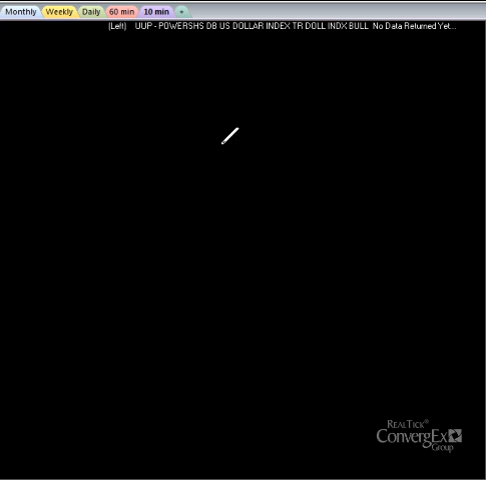 Monthly Weekly Daily 60 min 10 min +
(Left) UUP - POWERSHS DB US DOLLAR INDEX TR DOLL INDX BULL No Data Returned Yet...
REALTICK®
ConvergEx
Group